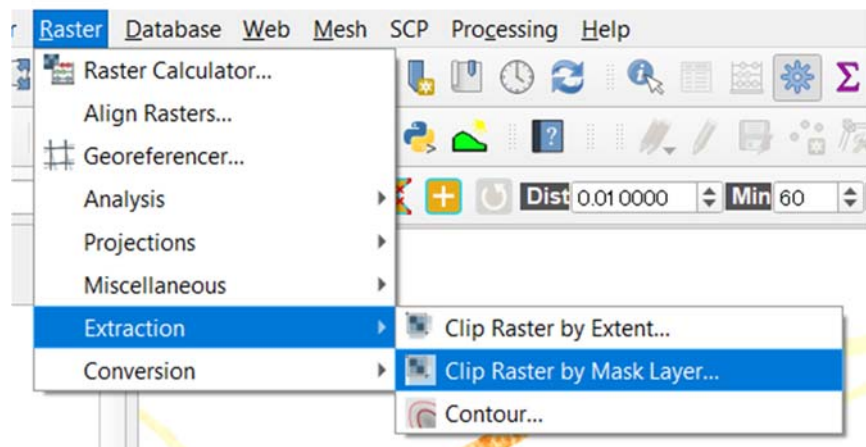 Raster Database Web Mesh SCP Processing Help
Raster Calculator...
Align Rasters...
Georeferencer...
Analysis
Dist 0.010000 Min 60
Projections
Miscellaneous
Extraction
Clip Raster by Extent...
Conversion
Clip Raster by Mask Layer...
Contour...